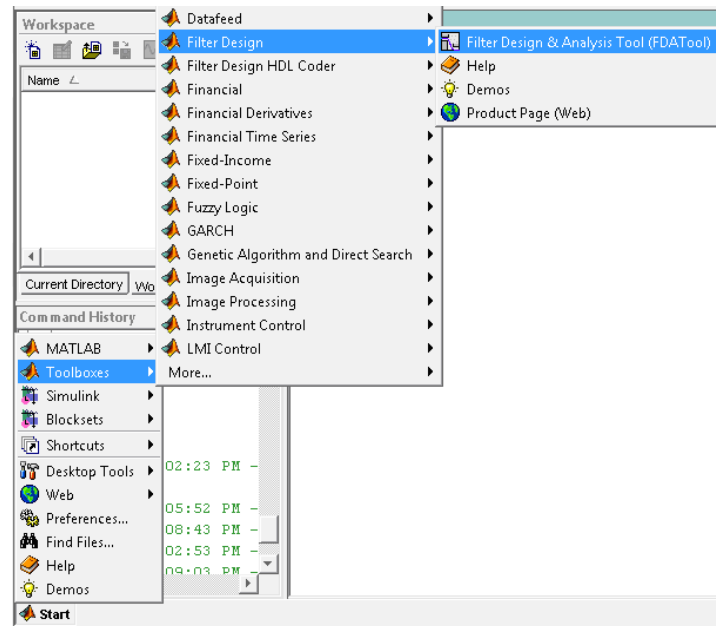 Workspace
Name
Current Directory
Wo
Command History
Datafeed
Filter Design
Filter Design HDL Coder
Financial
Financial Derivatives
Financial Time Series
Fixed-Income
Fixed-Point
Fuzzy Logic
GARCH
Genetic Algorithm and Direct Search
Image Acquisition
Image Processing
Instrument Control
LMI Control
More...
Filter Design & Analysis Tool (FDATool)
Help
Demos
Product Page (Web)
MATLAB
Toolboxes
Simulink
Blocksets
Shortcuts
Desktop Tools
Web
Preferences...
Find Files...
Help
Demos
02:23 PM -
05:52 PM -
08:43 PM -
02:53 PM -
09:03 PM -
Start